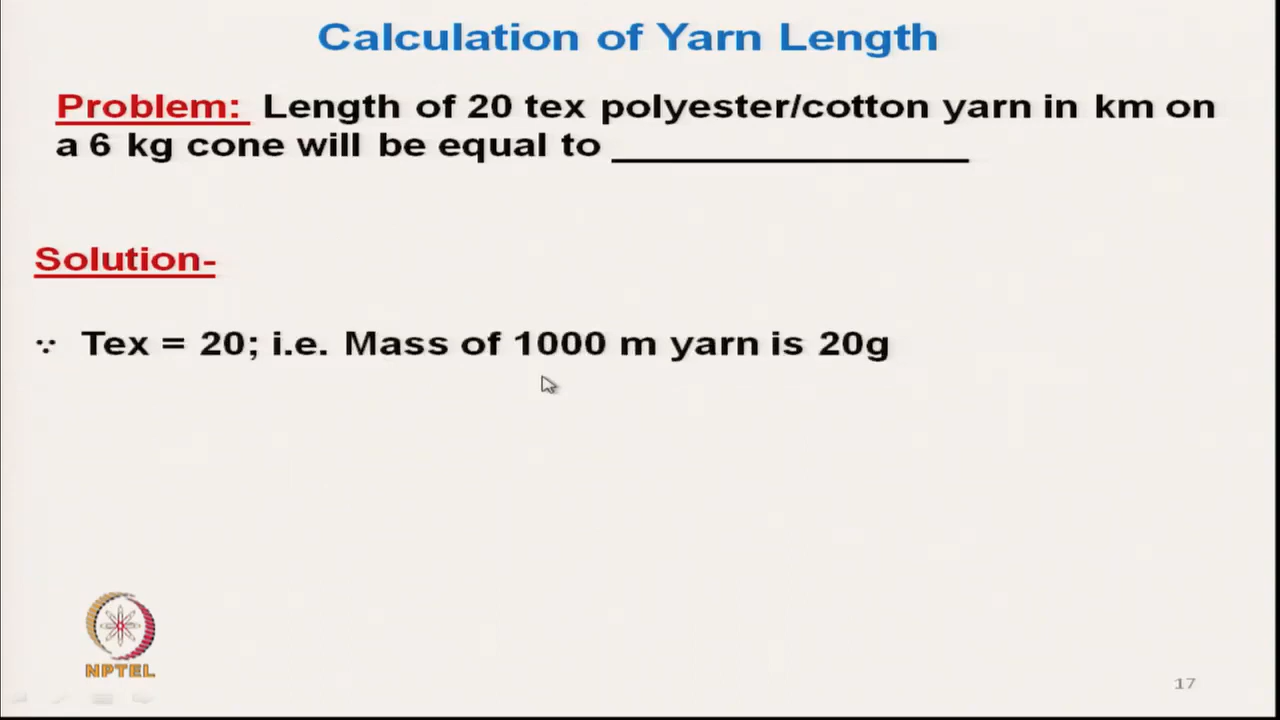 Calculation of Yarn Length
Problem: Length of 20 tex polyester/cotton yarn in km on
a 6 kg cone will be equal to ___________________
Solution-
∵ Tex = 20; i.e. Mass of 1000 m yarn is 20g
NPTEL
17